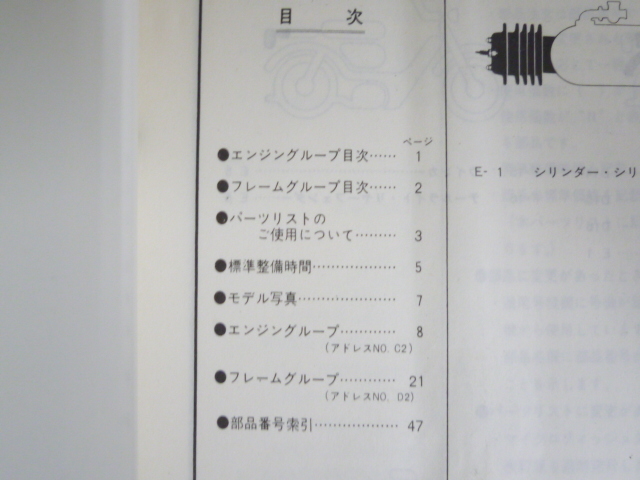 目次
ページ
●エンジングループ目次……1
●フレームグループ目次……2
●パーツリストの
ご使用について………3
●標準整備時間………………5
●モデル写真…………………7
●エンジングループ…………8
(アドレスNO. C2)
●フレームグループ…………21
(アドレスNO. D2)
●部品番号索引………………47
E-1 シリンダー・シリ